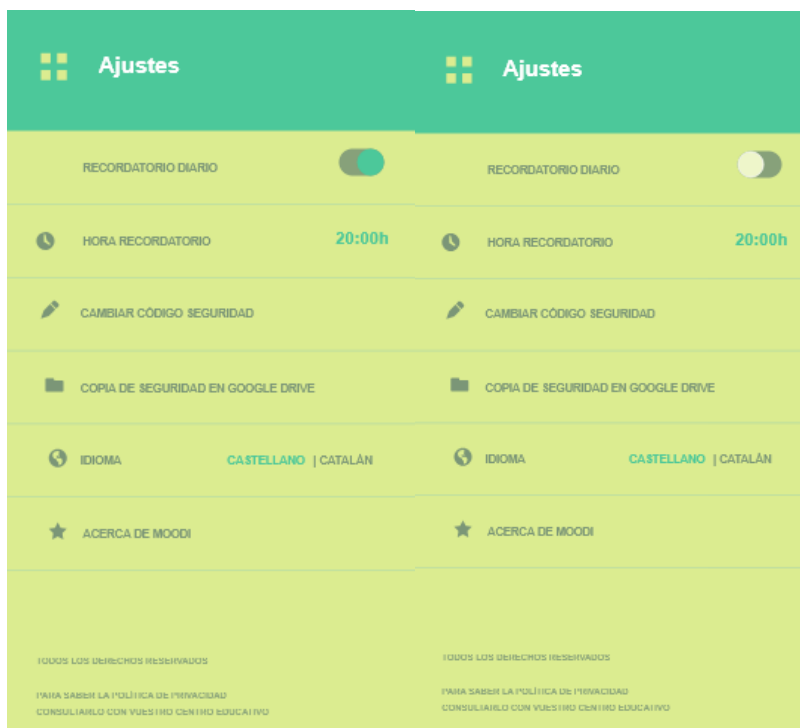 Ajustes
RECORDATORIO DIARIO
HORA RECORDATORIO 20:00h
CAMBIAR CÓDIGO SEGURIDAD
COPIA DE SEGURIDAD EN GOOGLE DRIVE
IDIOMA CASTELLANO | CATALÁN
ACERCA DE MOODI
TODOS LOS DERECHOS RESERVADOS
PARA SABER LA POLÍTICA DE PRIVACIDAD
CONSULTARLO CON VUESTRO CENTRO EDUCATIVO
Ajustes
RECORDATORIO DIARIO
HORA RECORDATORIO 20:00h
CAMBIAR CÓDIGO SEGURIDAD
COPIA DE SEGURIDAD EN GOOGLE DRIVE
IDIOMA CASTELLANO | CATALÁN
ACERCA DE MOODI
TODOS LOS DERECHOS RESERVADOS
PARA SABER LA POLÍTICA DE PRIVACIDAD
CONSULTARLO CON VUESTRO CENTRO EDUCATIVO